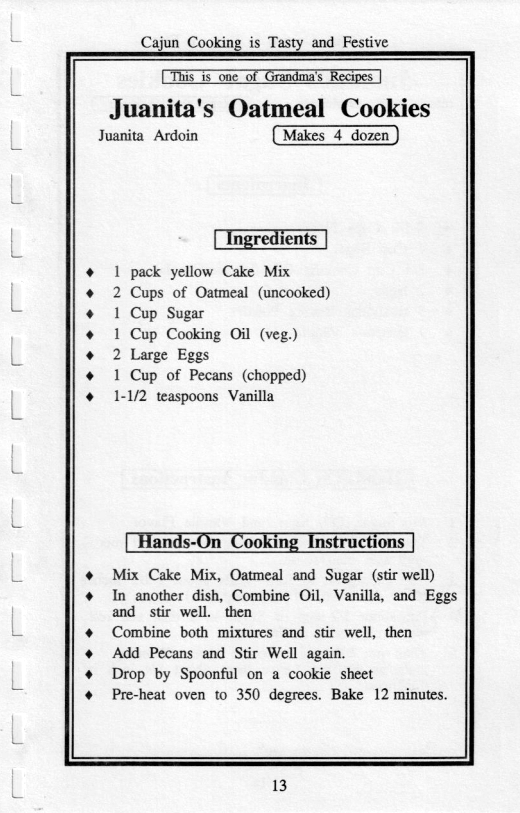 Cajun Cooking is Tasty and Festive
This is one of Grandma's Recipes
Juanita's Oatmeal Cookies
Juanita Ardoin
Makes 4 dozen
Ingredients
♦ 1 pack yellow Cake Mix
♦ 2 Cups of Oatmeal (uncooked)
♦ 1 Cup Sugar
♦ 1 Cup Cooking Oil (veg.)
♦ 2 Large Eggs
♦ 1 Cup of Pecans (chopped)
♦ 1-1/2 teaspoons Vanilla
Hands-On Cooking Instructions
♦ Mix Cake Mix, Oatmeal and Sugar (stir well)
♦ In another dish, Combine Oil, Vanilla, and Eggs
and stir well. then
♦ Combine both mixtures and stir well, then
♦ Add Pecans and Stir Well again.
♦ Drop by Spoonful on a cookie sheet
♦ Pre-heat oven to 350 degrees. Bake 12 minutes.
13